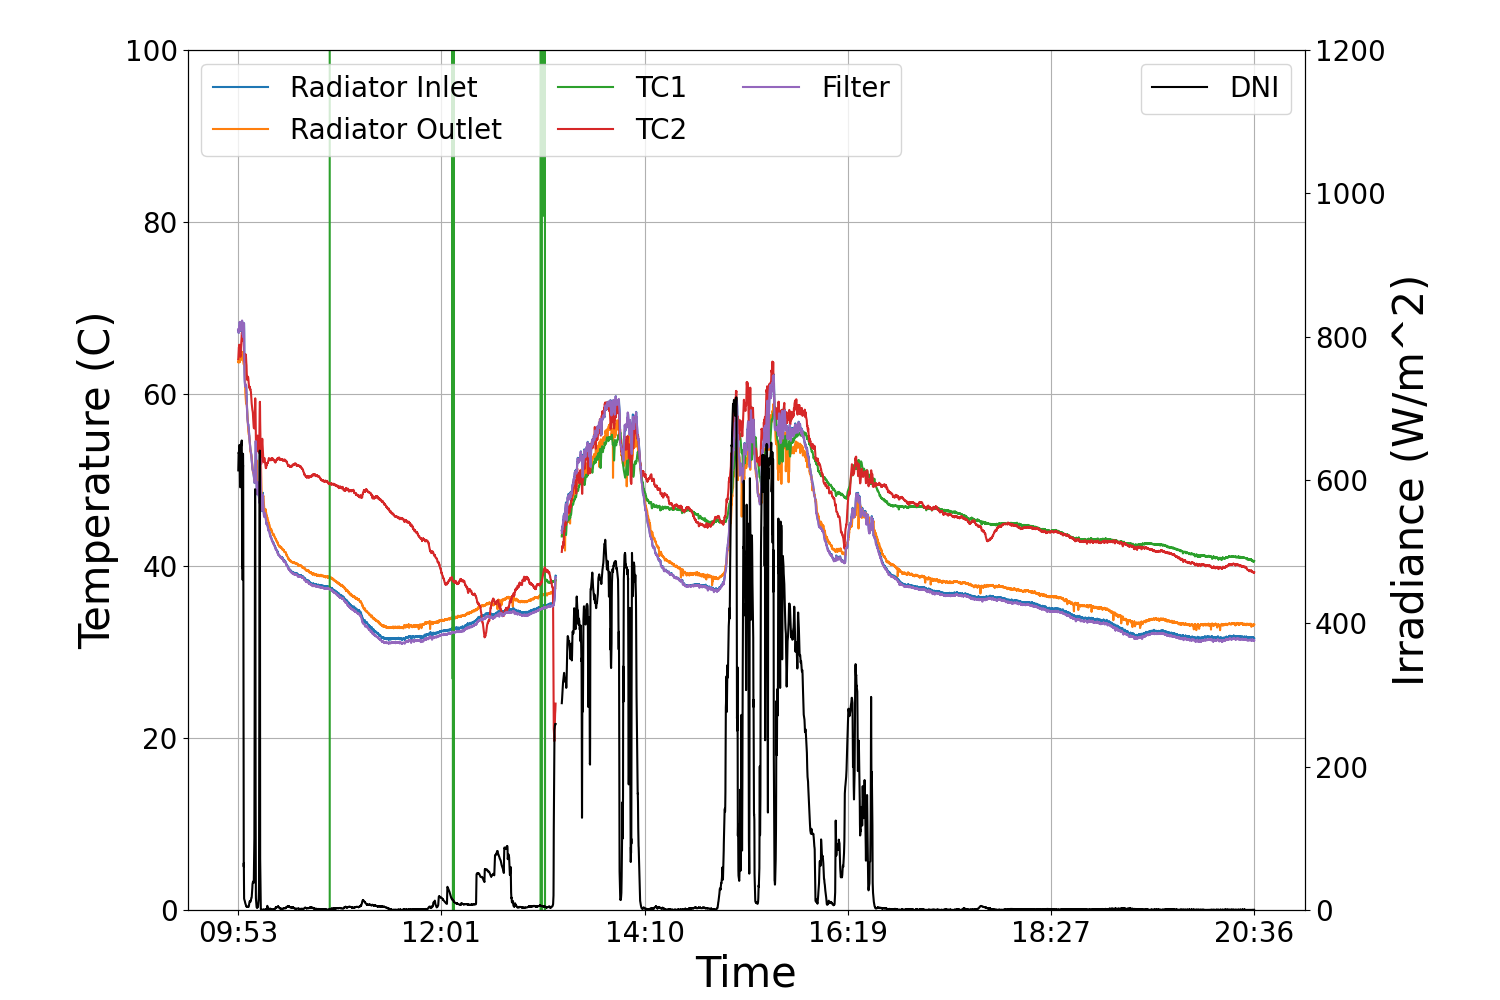 100
80
60
40
20
0
Temperature (C)
Radiator Inlet
Radiator Outlet
TC1
TC2
Filter
DNI
1200
1000
800
600
400
200
0
Irradiance (W/m^2)
09:53 12:01 14:10 16:19 18:27 20:36
Time